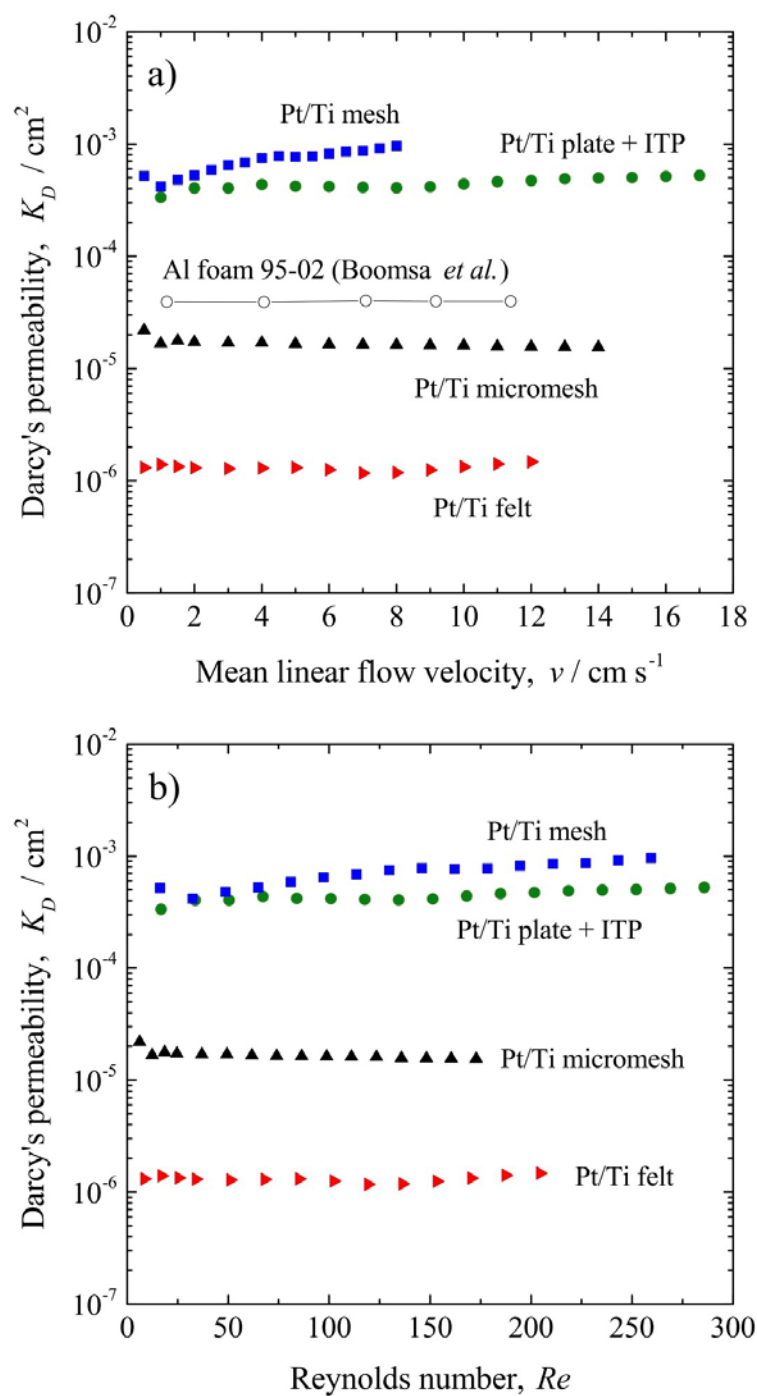 a)
Pt/Ti mesh
Pt/Ti plate + ITP
Al foam 95-02 (Boomsa et al.)
Pt/Ti micromesh
Pt/Ti felt
Darcy's permeability, K_D / cm²
10⁻²
10⁻³
10⁻⁴
10⁻⁵
10⁻⁶
10⁻⁷
0 2 4 6 8 10 12 14 16 18
Mean linear flow velocity, v / cm s⁻¹
b)
Pt/Ti mesh
Pt/Ti plate + ITP
Pt/Ti micromesh
Pt/Ti felt
Darcy's permeability, K_D / cm²
10⁻²
10⁻³
10⁻⁴
10⁻⁵
10⁻⁶
10⁻⁷
0 50 100 150 200 250 300
Reynolds number, Re